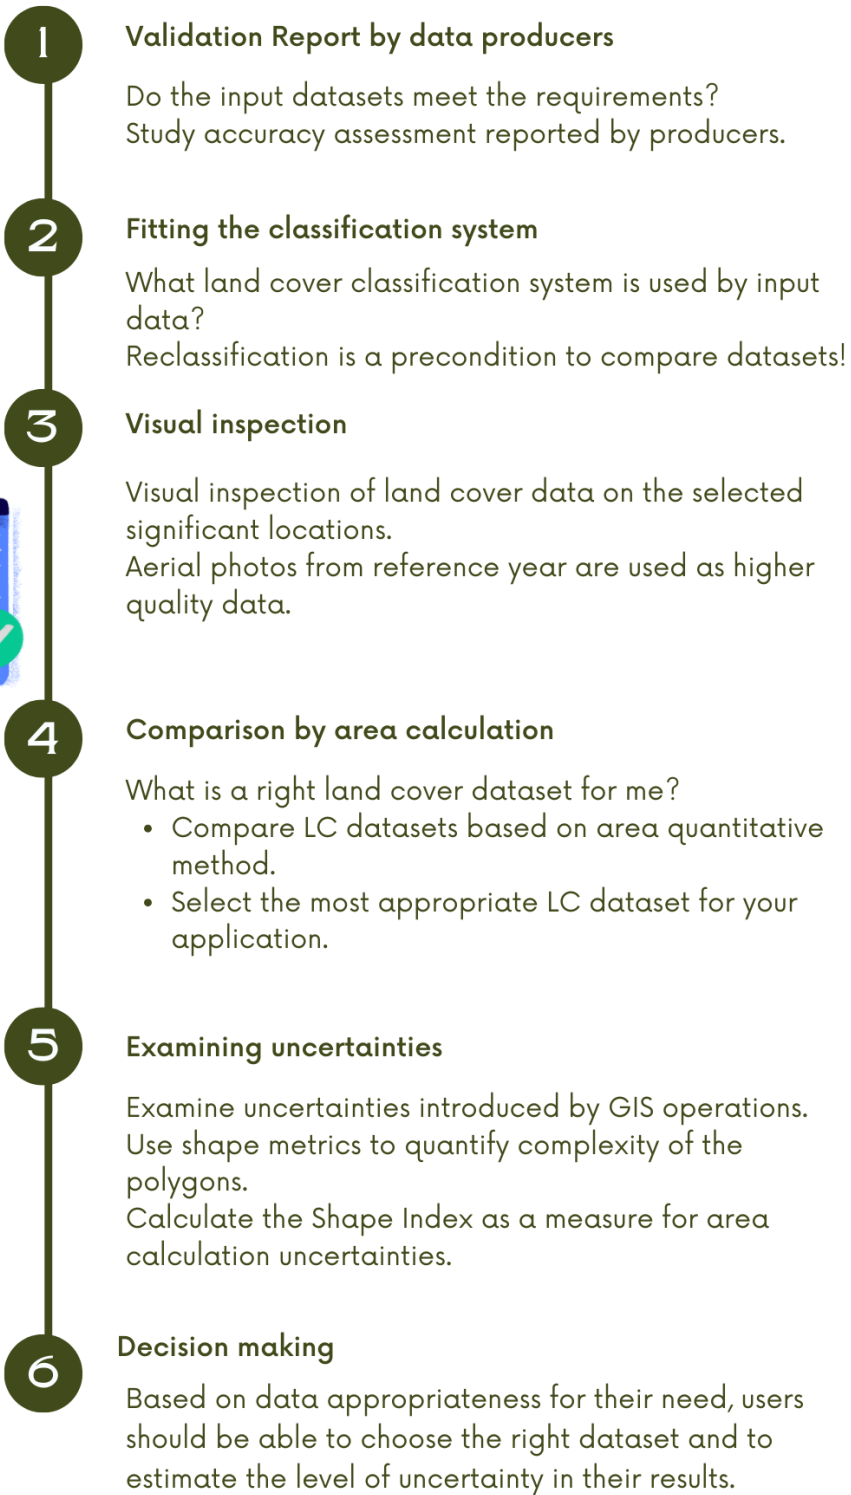 1
Validation Report by data producers
Do the input datasets meet the requirements?
Study accuracy assessment reported by producers.
2
Fitting the classification system
What land cover classification system is used by input
data?
Reclassification is a precondition to compare datasets!
3
Visual inspection
Visual inspection of land cover data on the selected
significant locations.
Aerial photos from reference year are used as higher
quality data.
4
Comparison by area calculation
What is a right land cover dataset for me?
• Compare LC datasets based on area quantitative
method.
• Select the most appropriate LC dataset for your
application.
5
Examining uncertainties
Examine uncertainties introduced by GIS operations.
Use shape metrics to quantify complexity of the
polygons.
Calculate the Shape Index as a measure for area
calculation uncertainties.
6
Decision making
Based on data appropriateness for their need, users
should be able to choose the right dataset and to
estimate the level of uncertainty in their results.